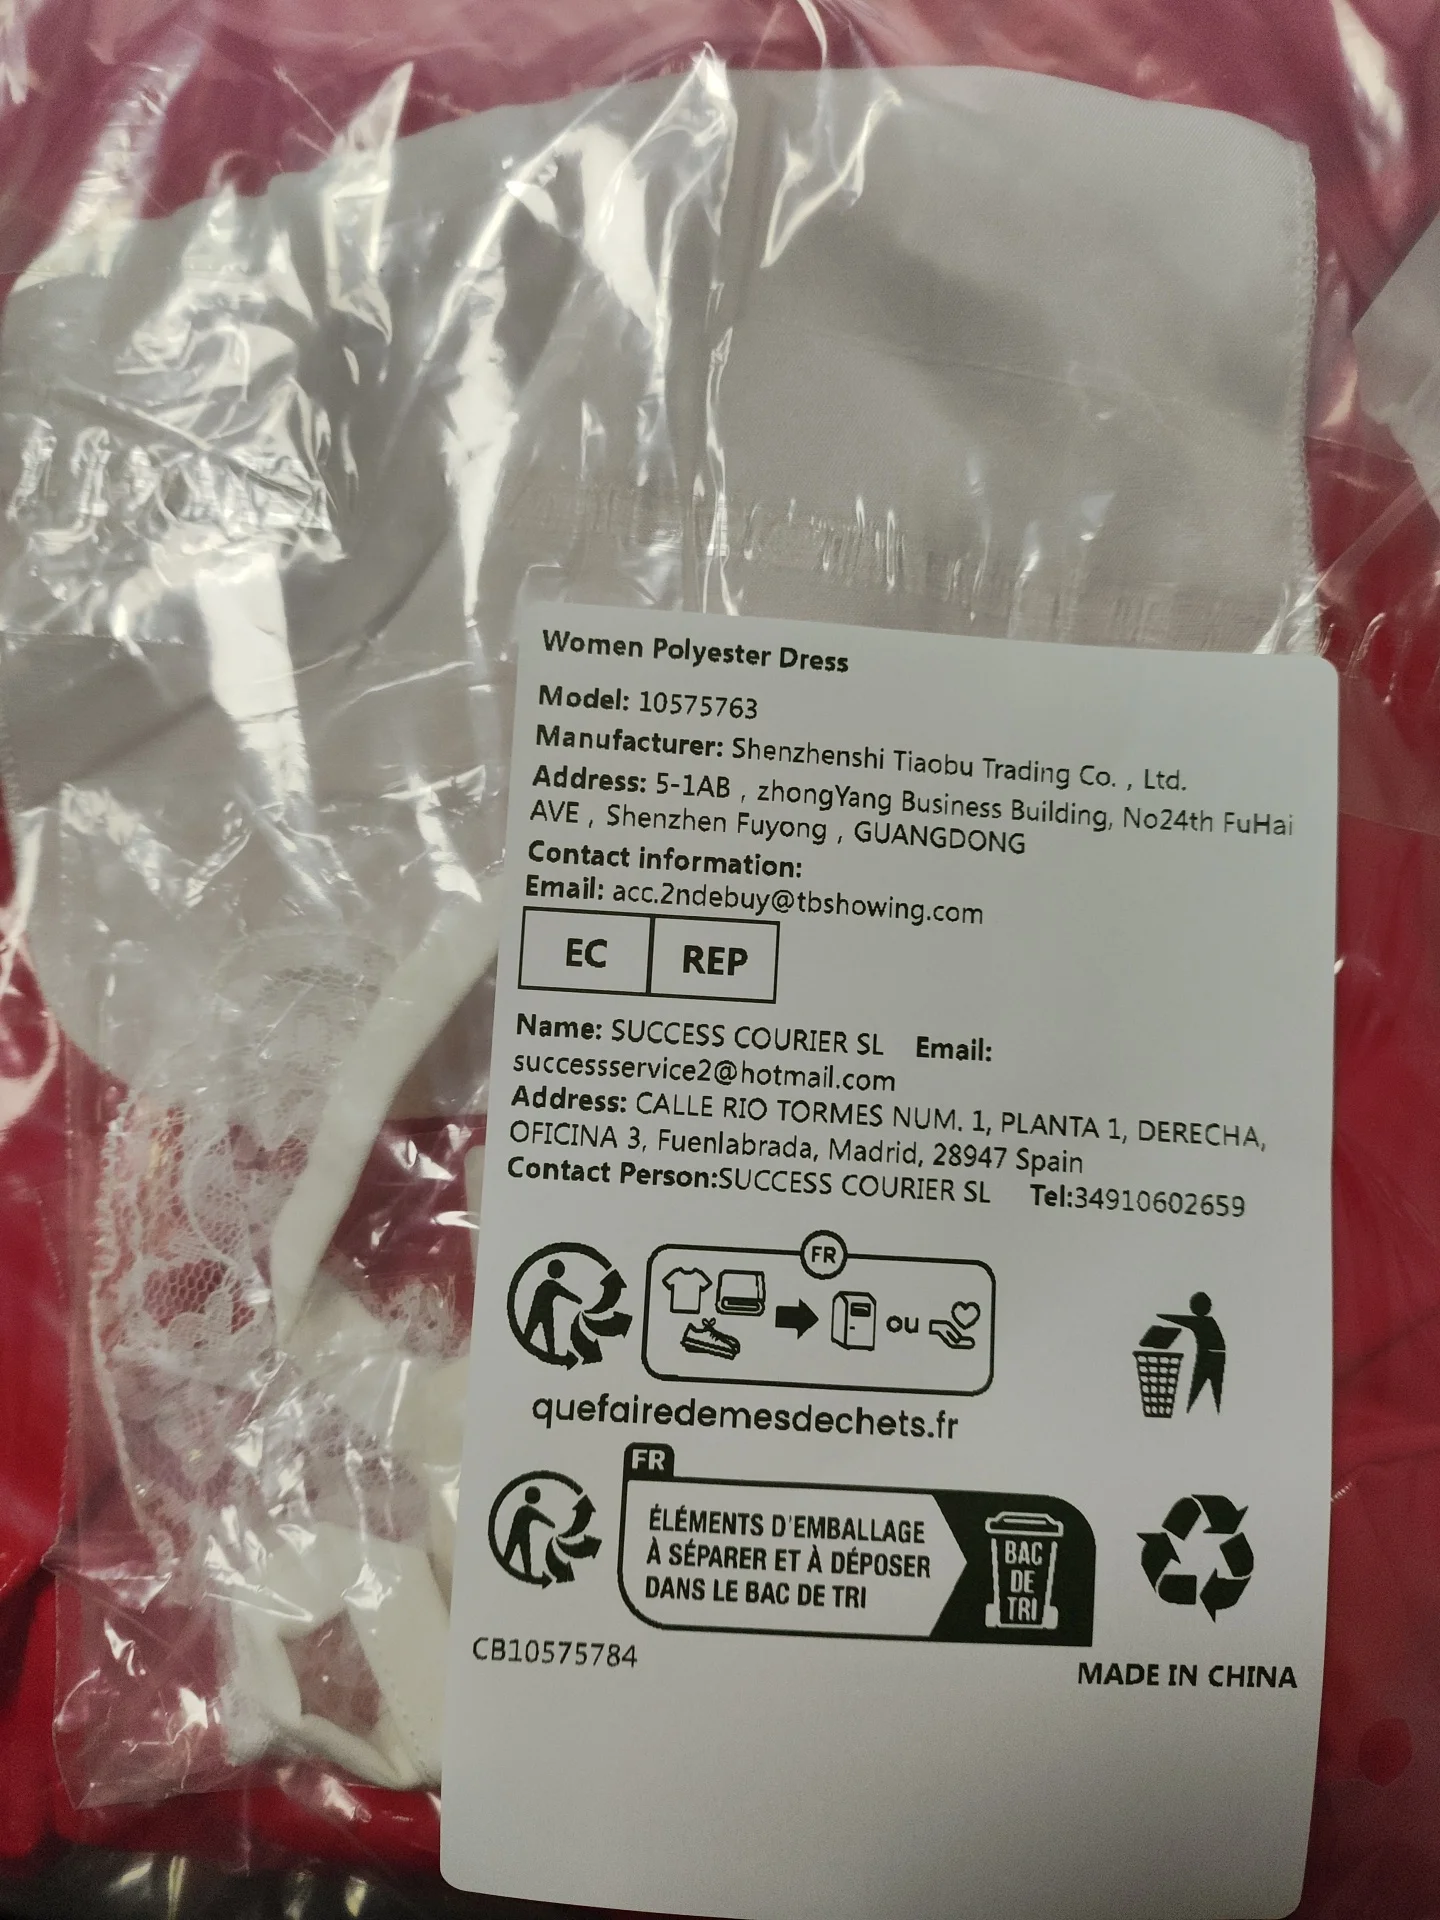 Women Polyester Dress
Model: 10575763
Manufacturer: Shenzhenshi Tiaobu Trading Co. , Ltd.
Address: 5-1AB , zhongYang Business Building, No24th FuHai
AVE , Shenzhen Fuyong , GUANGDONG
Contact information:
Email: acc.2ndebuy@tbshowing.com
EC REP
Name: SUCCESS COURIER SL Email:
successservice2@hotmail.com
Address: CALLE RIO TORMES NUM. 1, PLANTA 1, DERECHA,
OFICINA 3, Fuenlabrada, Madrid, 28947 Spain
Contact Person:SUCCESS COURIER SL Tel:34910602659
FR
ou
quefairedemesdechets.fr
FR
ÉLÉMENTS D'EMBALLAGE
À SÉPARER ET À DÉPOSER
DANS LE BAC DE TRI
BAC
DE
TRI
CB10575784
MADE IN CHINA